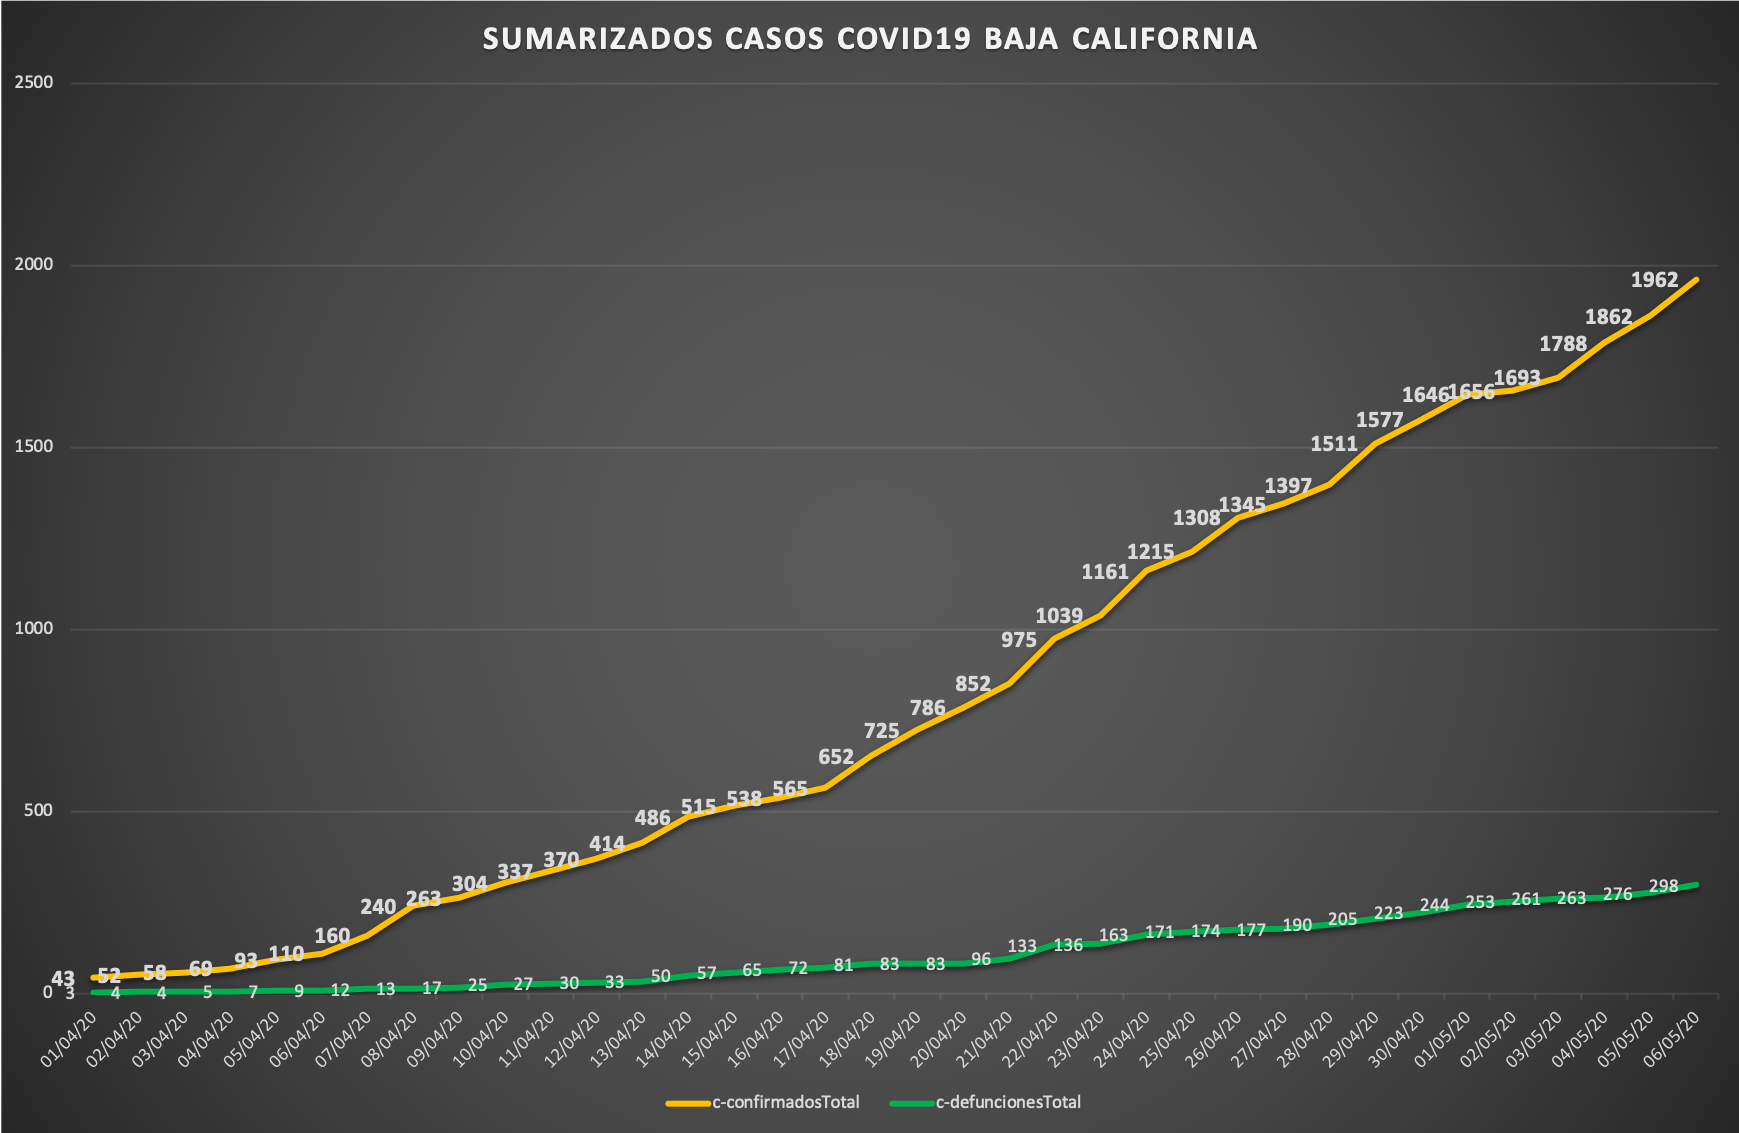 SUMARIZADOS CASOS COVID19 BAJA CALIFORNIA
2500
2000
1500
1000
500
0
43 52 58 69 93 110 160 240 263 304 337 370 414 486 515 538 565 652 725 786 852 975 1039 1161 1215 1308 1345 1397 1511 1577 1646 1656 1693 1788 1862 1962
3 4 4 5 7 9 12 13 17 25 27 30 33 50 57 65 72 81 83 83 96 133 136 163 171 174 177 190 205 223 244 253 261 263 276 298
01/04/20 02/04/20 03/04/20 04/04/20 05/04/20 06/04/20 07/04/20 08/04/20 09/04/20 10/04/20 11/04/20 12/04/20 13/04/20 14/04/20 15/04/20 16/04/20 17/04/20 18/04/20 19/04/20 20/04/20 21/04/20 22/04/20 23/04/20 24/04/20 25/04/20 26/04/20 27/04/20 28/04/20 29/04/20 30/04/20 01/05/20 02/05/20 03/05/20 04/05/20 05/05/20 06/05/20
c-confirmadosTotal c-defuncionesTotal